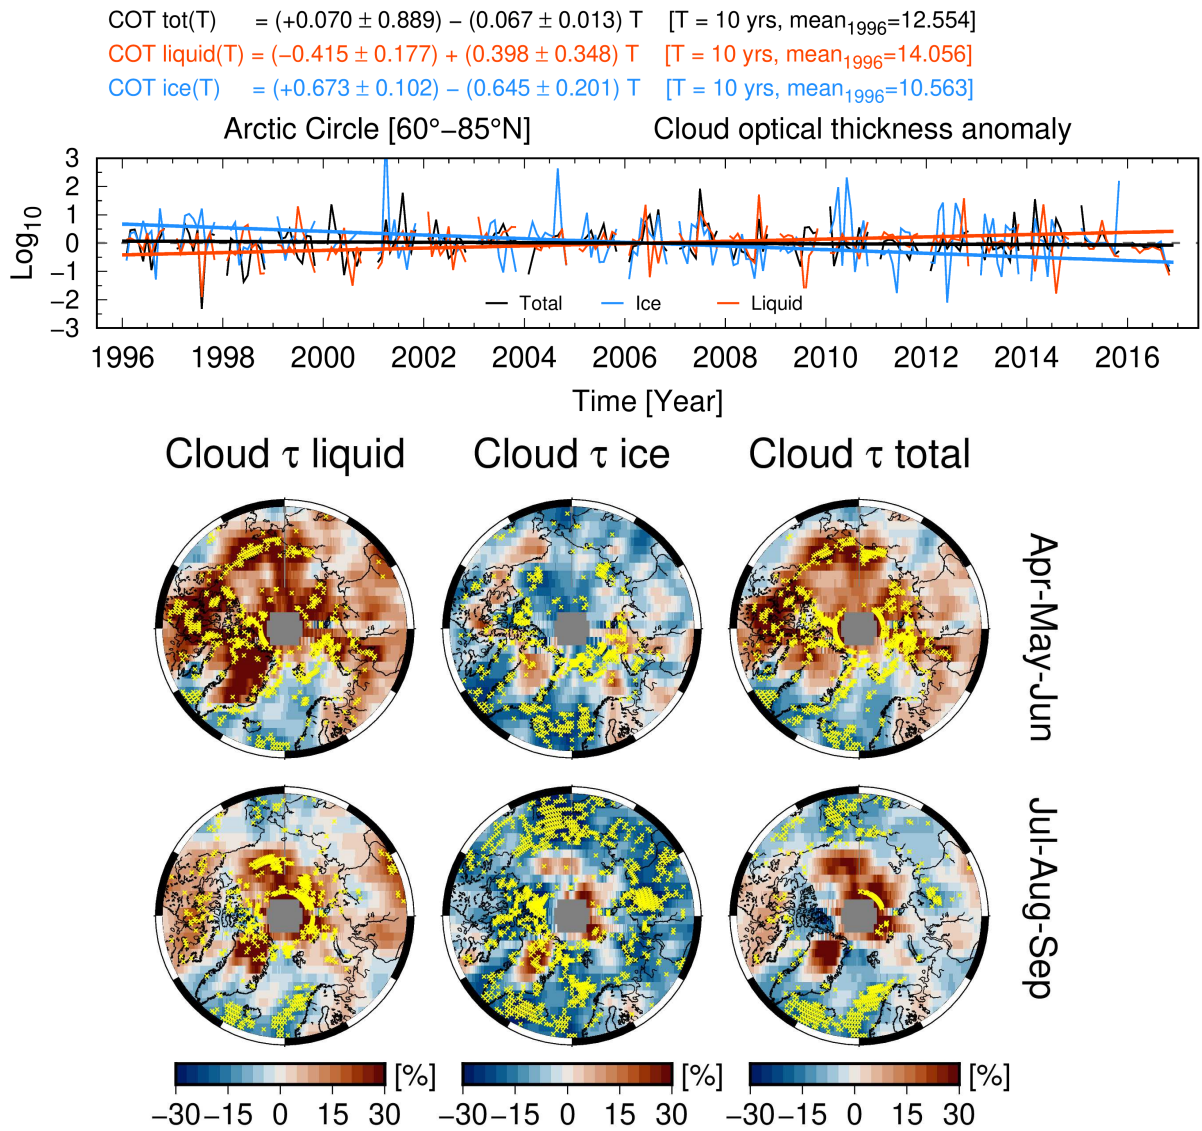 COT tot(T) = (+0.070 ± 0.889) − (0.067 ± 0.013) T [T = 10 yrs, mean1996=12.554]
COT liquid(T) = (−0.415 ± 0.177) + (0.398 ± 0.348) T [T = 10 yrs, mean1996=14.056]
COT ice(T) = (+0.673 ± 0.102) − (0.645 ± 0.201) T [T = 10 yrs, mean1996=10.563]
Arctic Circle [60°−85°N] Cloud optical thickness anomaly
Log10
3
2
1
0
−1
−2
−3
Total Ice Liquid
1996 1998 2000 2002 2004 2006 2008 2010 2012 2014 2016
Time [Year]
Cloud τ liquid Cloud τ ice Cloud τ total
Apr-May-Jun
Jul-Aug-Sep
[%] [%] [%]
−30 −15 0 15 30 −30 −15 0 15 30 −30 −15 0 15 30